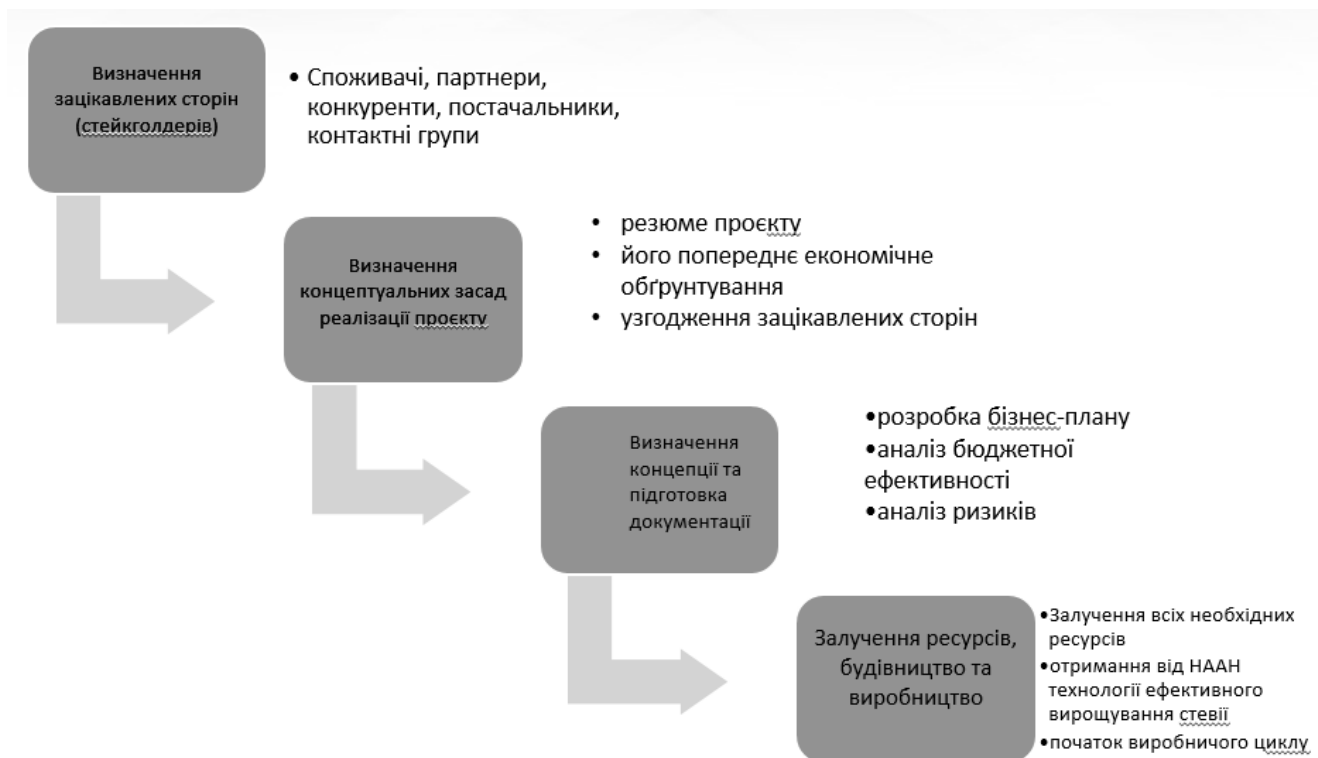 Визначення
зацікавлених сторін
(стейкголдерів)
• Споживачі, партнери,
конкуренти, постачальники,
контактні групи
Визначення
концептуальних засад
реалізації проєкту
• резюме проєкту
• його попереднє економічне
обґрунтування
• узгодження зацікавлених сторін
Визначення
концепції та
підготовка
документації
•розробка бізнес-плану
•аналіз бюджетної
ефективності
•аналіз ризиків
Залучення ресурсів,
будівництво та
виробництво
•Залучення всіх необхідних
ресурсів
•отримання від НААН
технології ефективного
вирощування стевії
•початок виробничого циклу